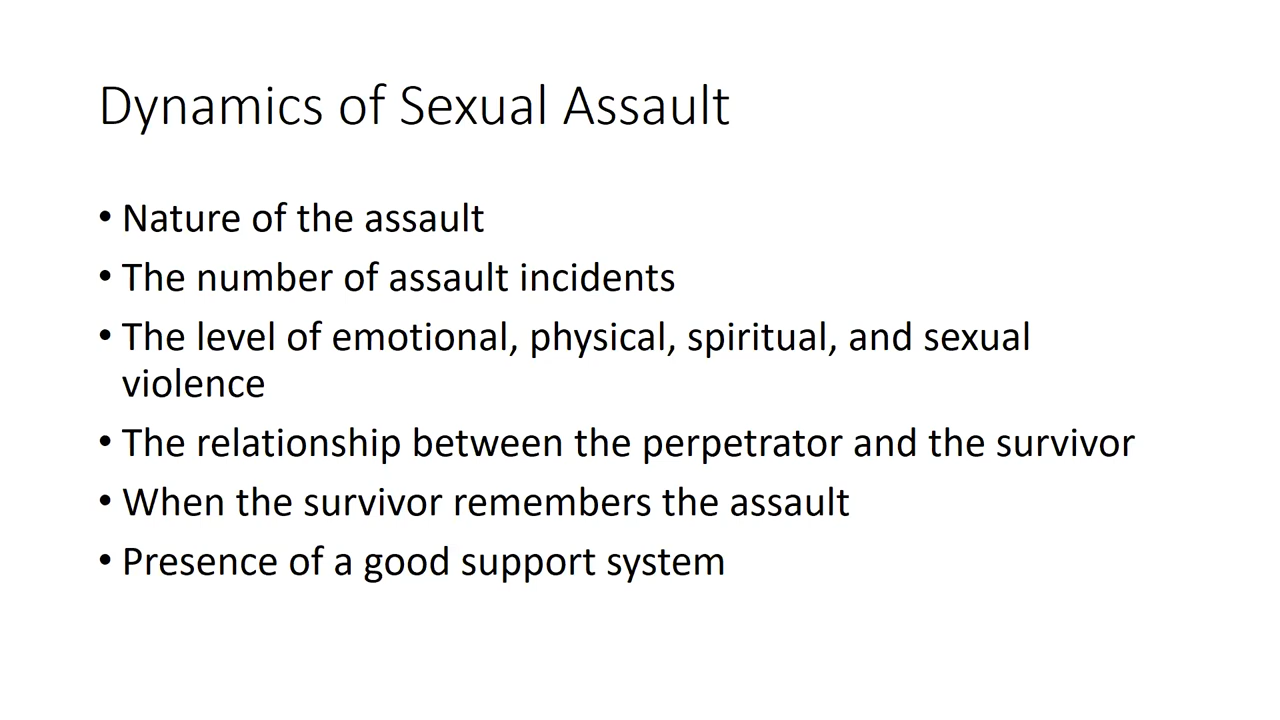 Dynamics of Sexual Assault
• Nature of the assault
• The number of assault incidents
• The level of emotional, physical, spiritual, and sexual
violence
• The relationship between the perpetrator and the survivor
• When the survivor remembers the assault
• Presence of a good support system